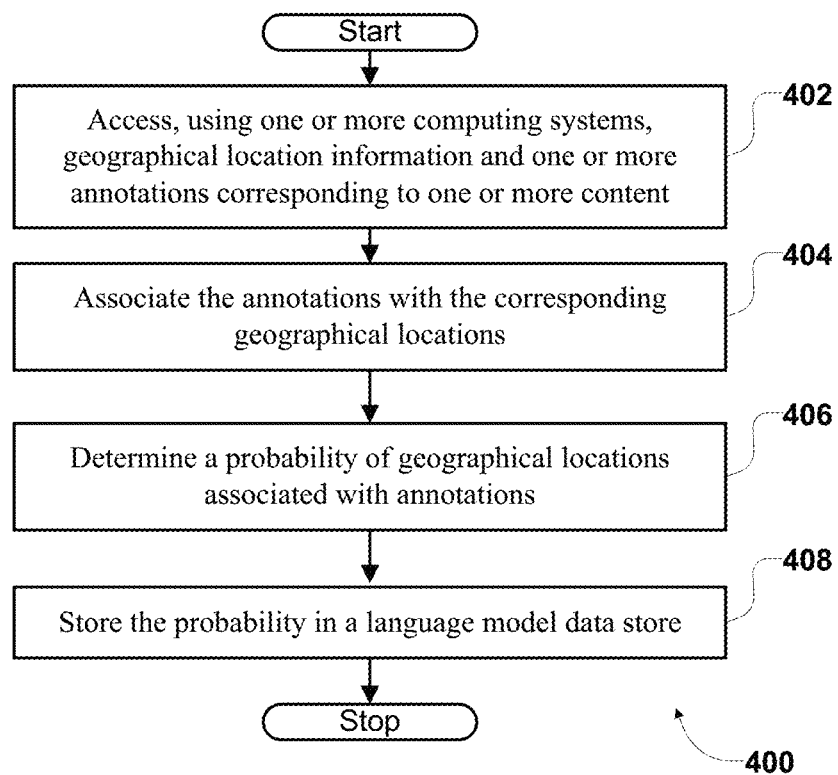 Start
402
Access, using one or more computing systems,
geographical location information and one or more
annotations corresponding to one or more content
404
Associate the annotations with the corresponding
geographical locations
406
Determine a probability of geographical locations
associated with annotations
408
Store the probability in a language model data store
Stop
400